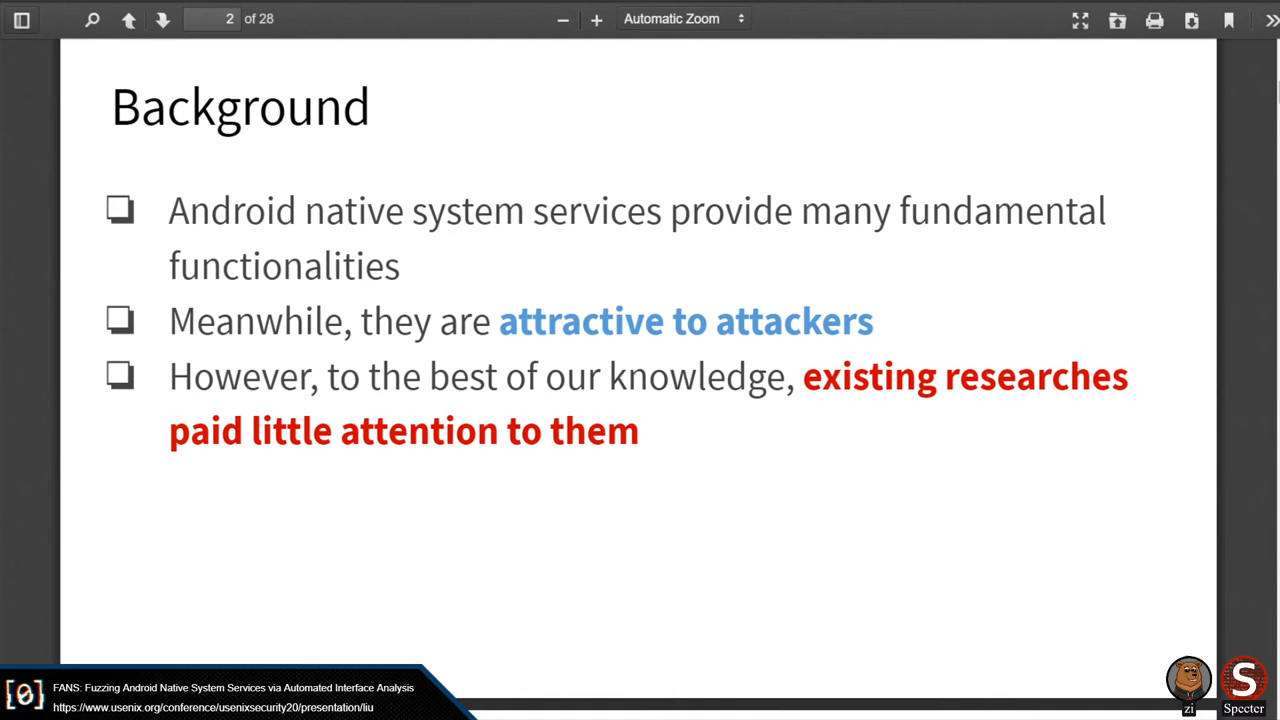 2 of 28
Automatic Zoom
Background
Android native system services provide many fundamental
functionalities
Meanwhile, they are attractive to attackers
However, to the best of our knowledge, existing researches
paid little attention to them
[0]
FANS: Fuzzing Android Native System Services via Automated Interface Analysis
https://www.usenix.org/conference/usenixsecurity20/presentation/liu
zi
S
Specter